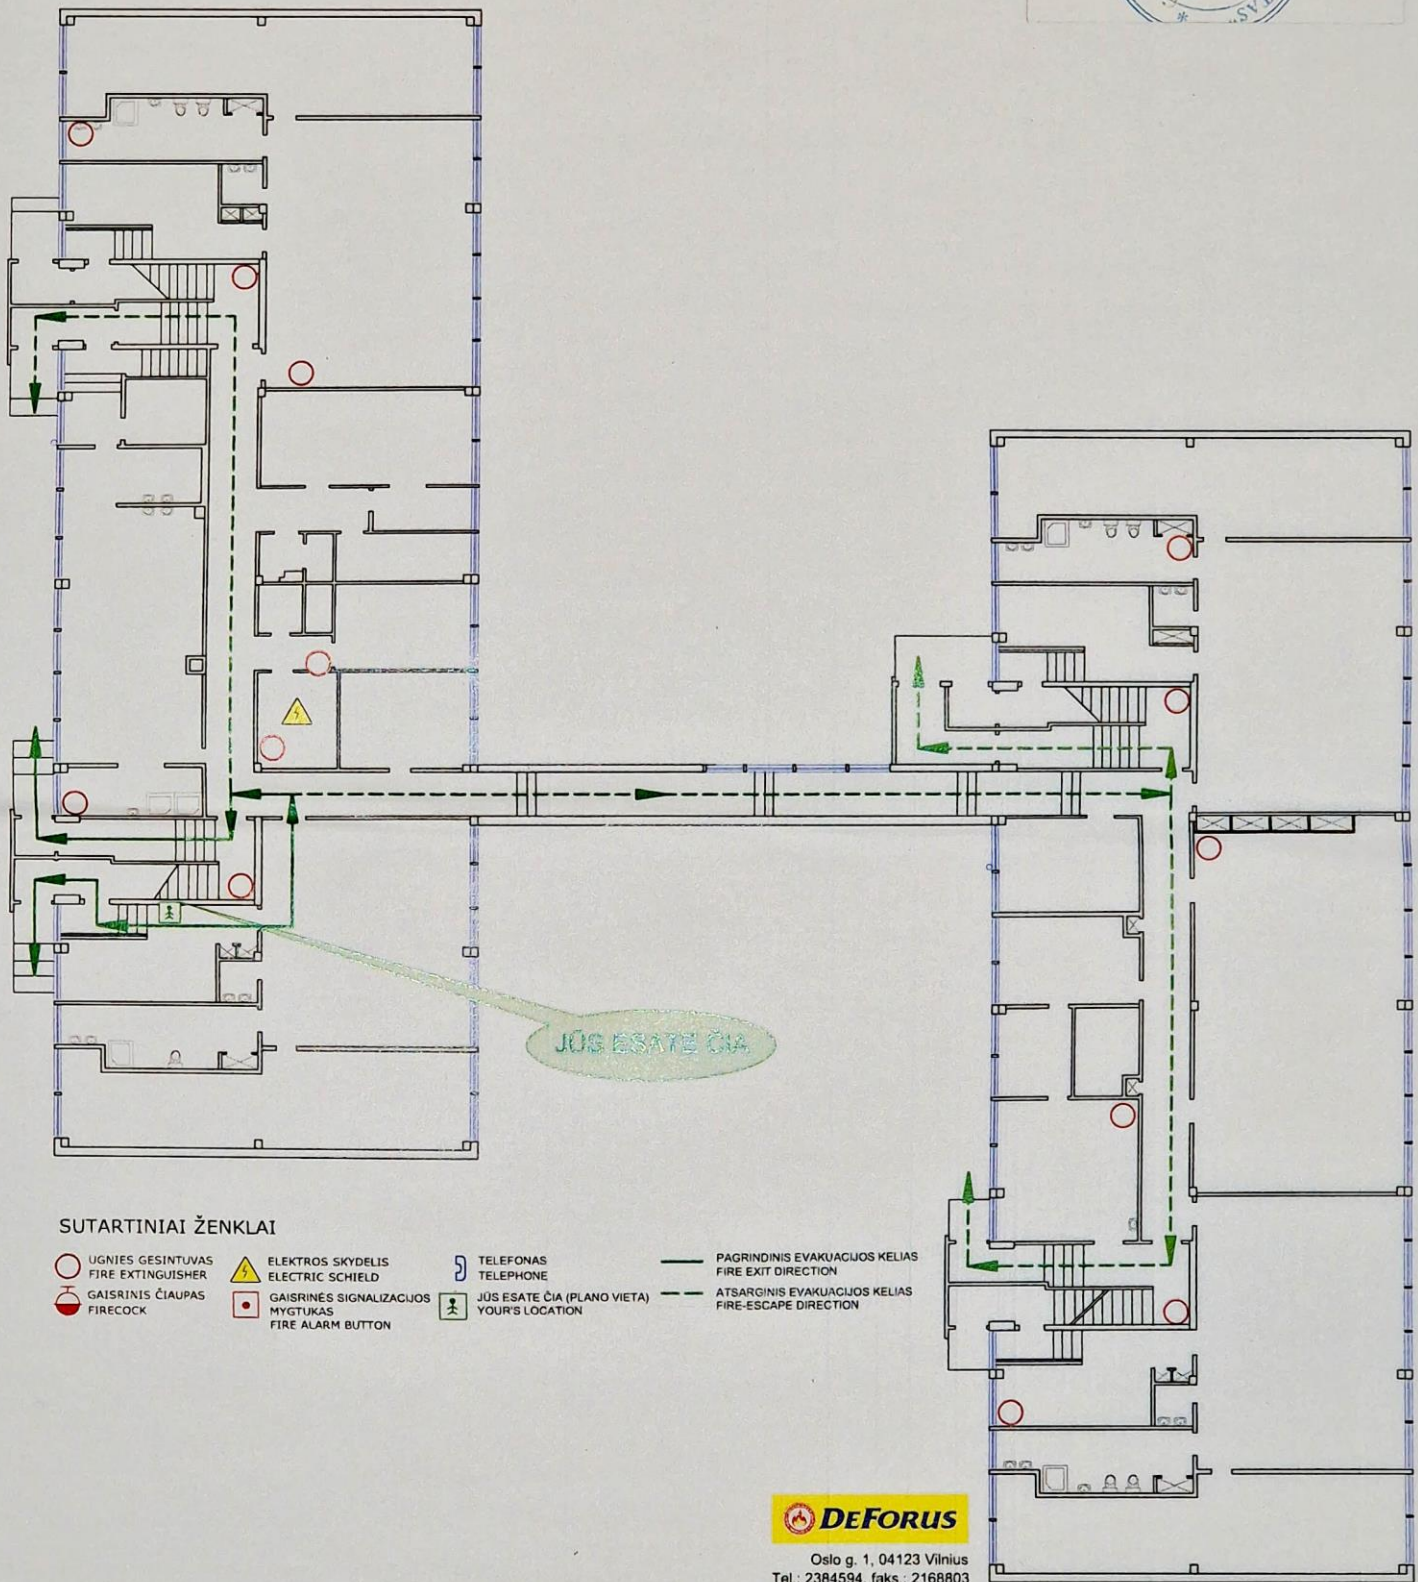 JŪS ESATE ČIA
SUTARTINIAI ŽENKLAI
UGNIES GESINTUVAS
FIRE EXTINGUISHER
GAISRINIS ČIAUPAS
FIRECOCK
ELEKTROS SKYDELIS
ELECTRIC SCHIELD
GAISRINĖS SIGNALIZACIJOS
MYGTUKAS
FIRE ALARM BUTTON
TELEFONAS
TELEPHONE
JŪS ESATE ČIA (PLANO VIETA)
YOUR'S LOCATION
PAGRINDINIS EVAKUACIJOS KELIAS
FIRE EXIT DIRECTION
ATSARGINIS EVAKUACIJOS KELIAS
FIRE-ESCAPE DIRECTION
DEFORUS
Oslo g. 1, 04123 Vilnius
Tel.: 2384594, faks.: 2168803